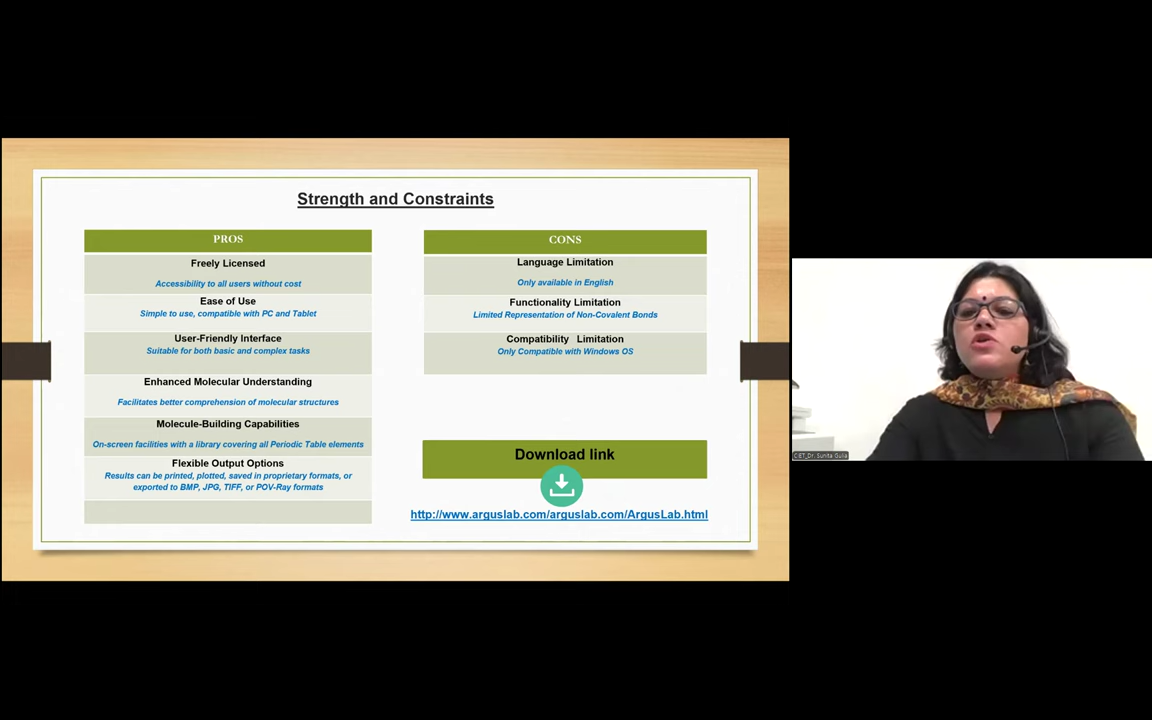 Strength and Constraints
PROS
Freely Licensed
Accessibility to all users without cost
Ease of Use
Simple to use, compatible with PC and Tablet
User-Friendly Interface
Suitable for both basic and complex tasks
Enhanced Molecular Understanding
Facilitates better comprehension of molecular structures
Molecule-Building Capabilities
On-screen facilities with a library covering all Periodic Table elements
Flexible Output Options
Results can be printed, plotted, saved in proprietary formats, or
exported to BMP, JPG, TIFF, or POV-Ray formats
CONS
Language Limitation
Only available in English
Functionality Limitation
Limited Representation of Non-Covalent Bonds
Compatibility Limitation
Only Compatible with Windows OS
Download link
http://www.arguslab.com/arguslab.com/ArgusLab.html
CIET_Dr. Sunita Gulia